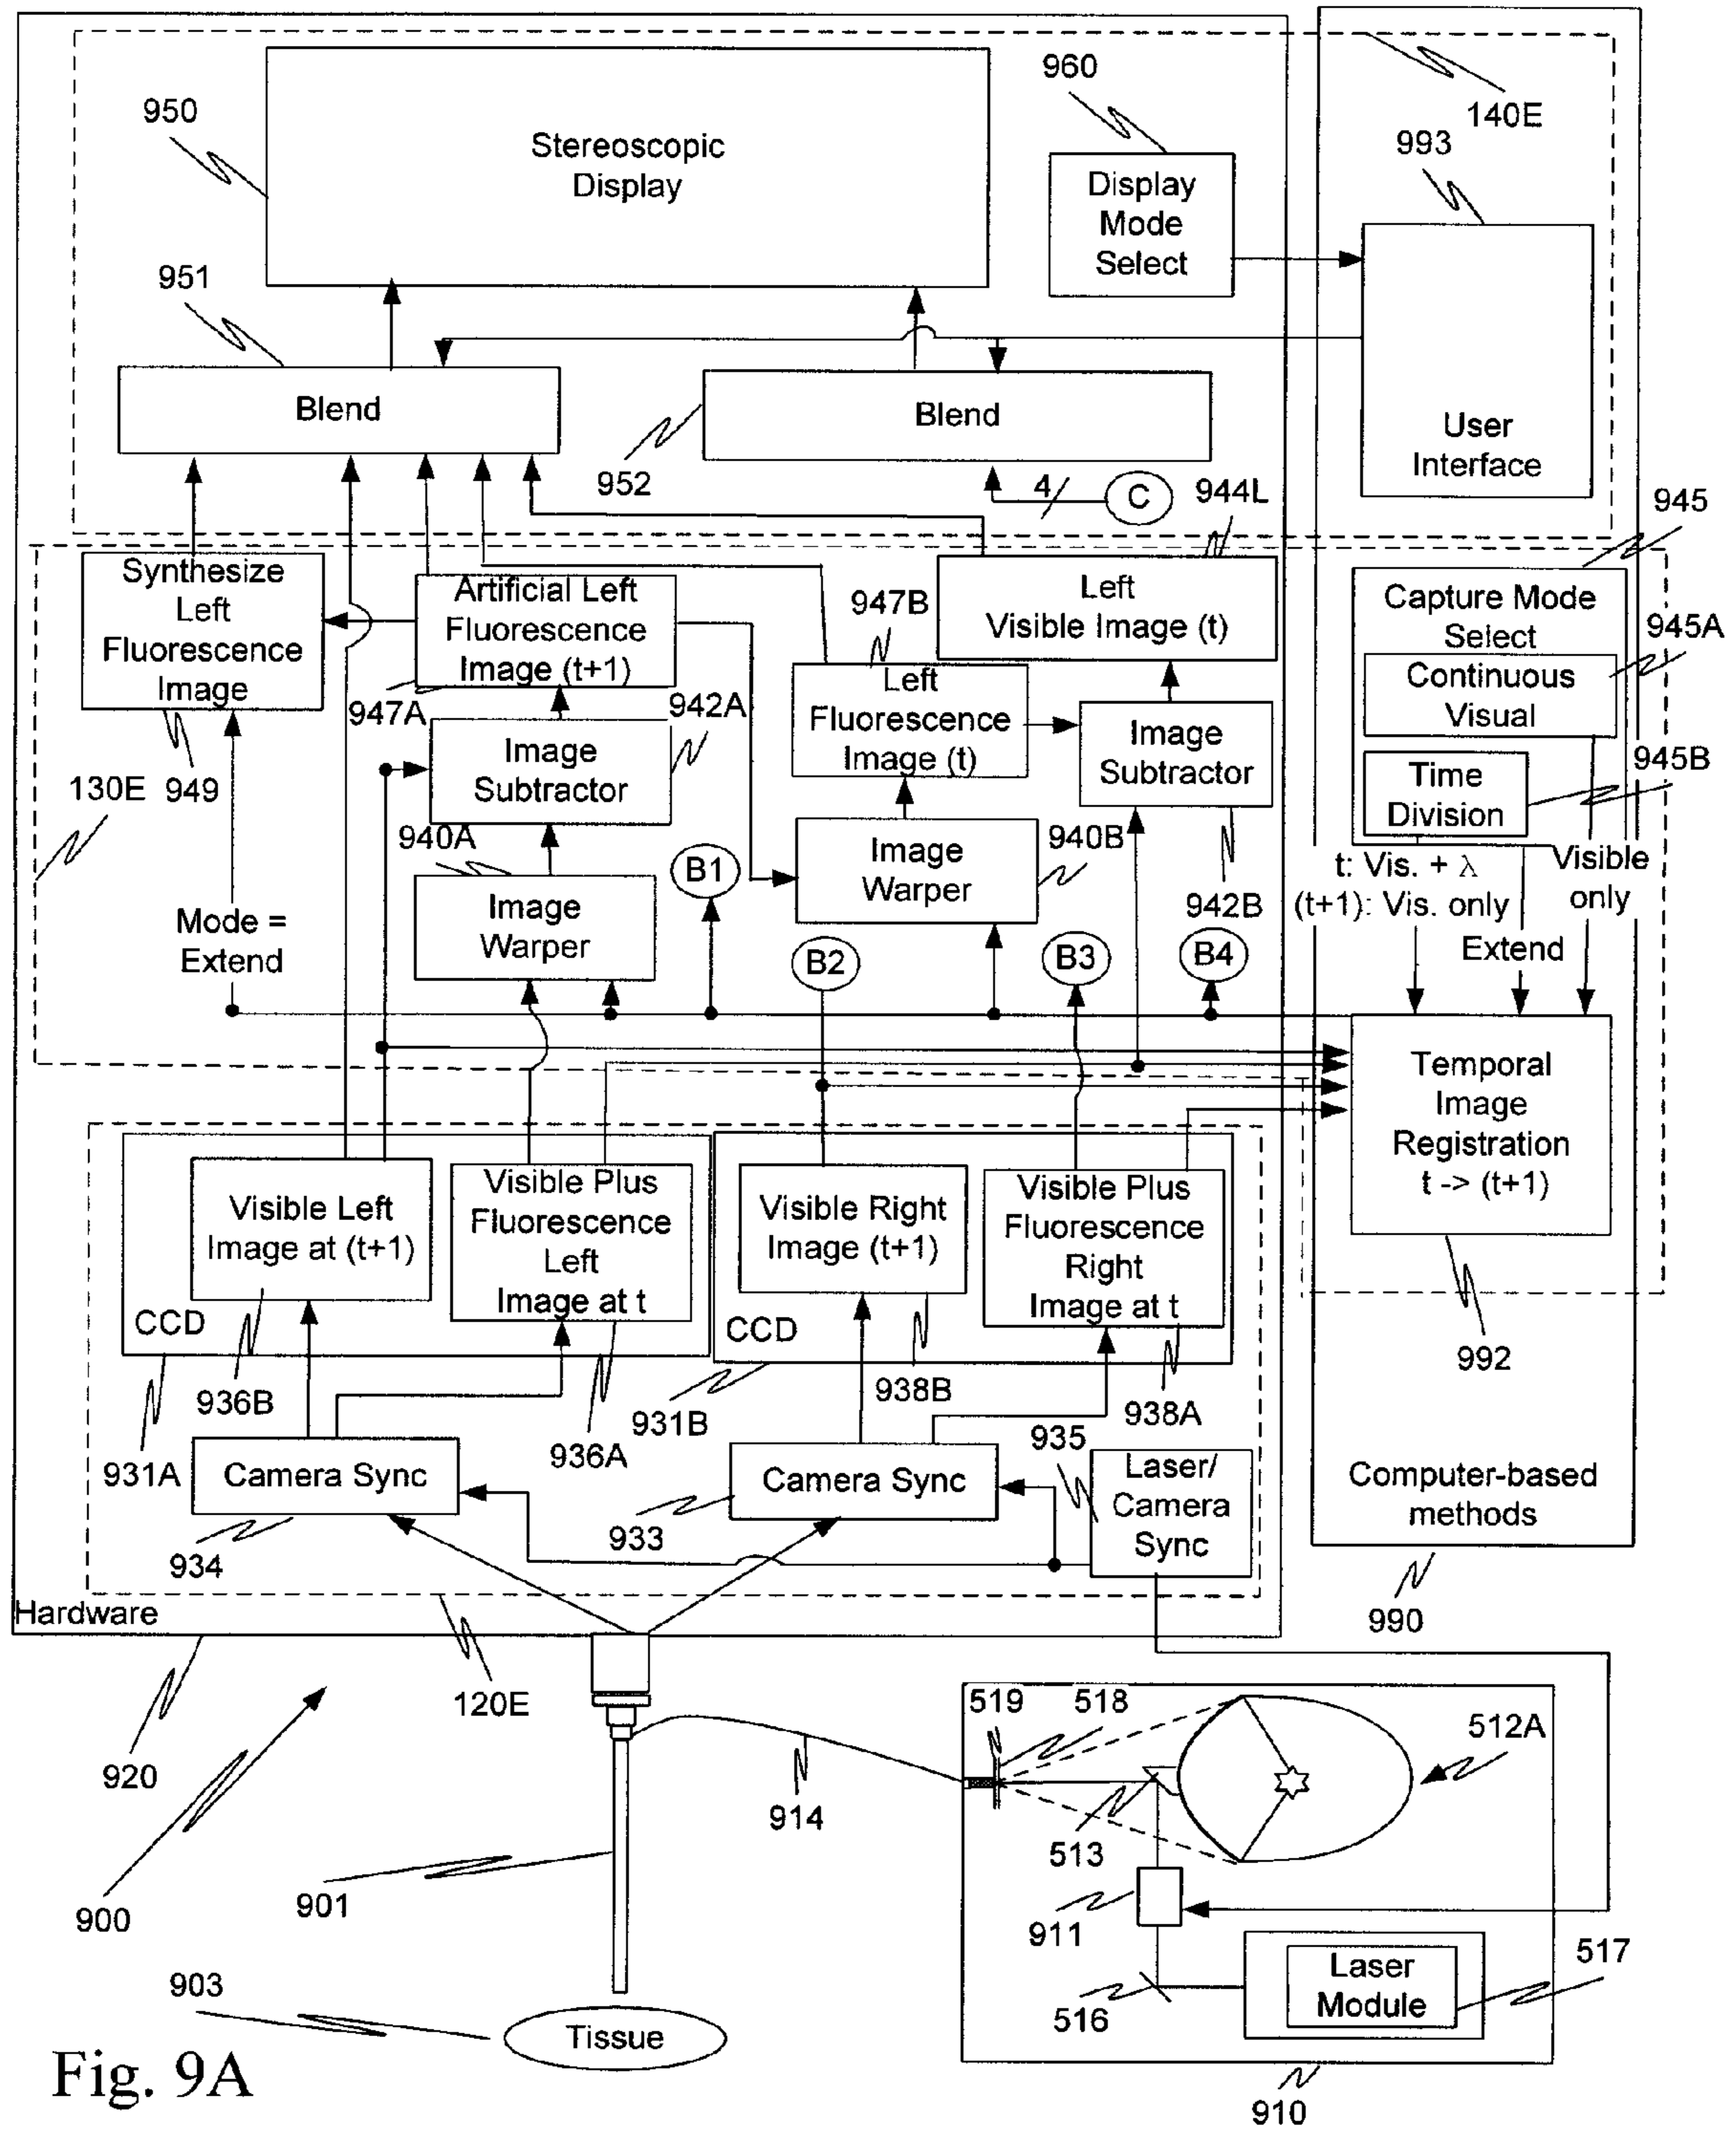 960
140E
950
Stereoscopic
Display
993
Display
Mode
Select
951
Blend
Blend
User
Interface
952
4
C
944L
945
Synthesize
Left
Fluorescence
Image
Artificial Left
Fluorescence
Image (t+1)
947B
Left
Visible Image (t)
Capture Mode
Select
945A
Continuous
Visual
947A
942A
Left
Fluorescence
Image (t)
Image
Subtractor
Image
Subtractor
945B
Time
Division
130E
949
940A
B1
Image
Warper
940B
942B
t: Vis. + λ
(t+1): Vis. only
Visible
only
Extend
Mode =
Extend
Image
Warper
B2
B3
B4
Temporal
Image
Registration
t -> (t+1)
Visible Left
Image at (t+1)
Visible Plus
Fluorescence
Left
Image at t
Visible Right
Image (t+1)
Visible Plus
Fluorescence
Right
Image at t
CCD
CCD
992
936B
931A
936A
931B
938B
938A
935
Camera Sync
Camera Sync
Laser/
Camera
Sync
Computer-based
methods
934
933
990
Hardware
120E
920
519
518
512A
914
513
900
901
911
517
Laser
Module
516
903
Tissue
910
Fig. 9A